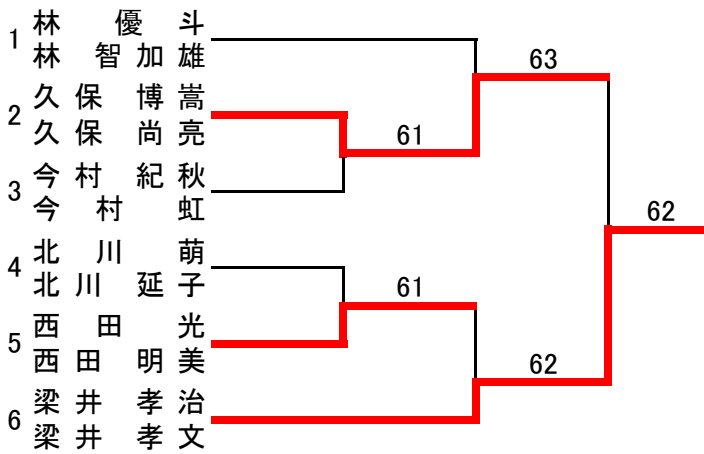 1 林 優斗
林 智加雄
63
2 久保 博嵩
久保 尚亮
61
3 今村 紀秋
今村 虹
62
4 北川 萌
北川 延子
61
5 西田 光
西田 明美
62
6 梁井 孝治
梁井 孝文